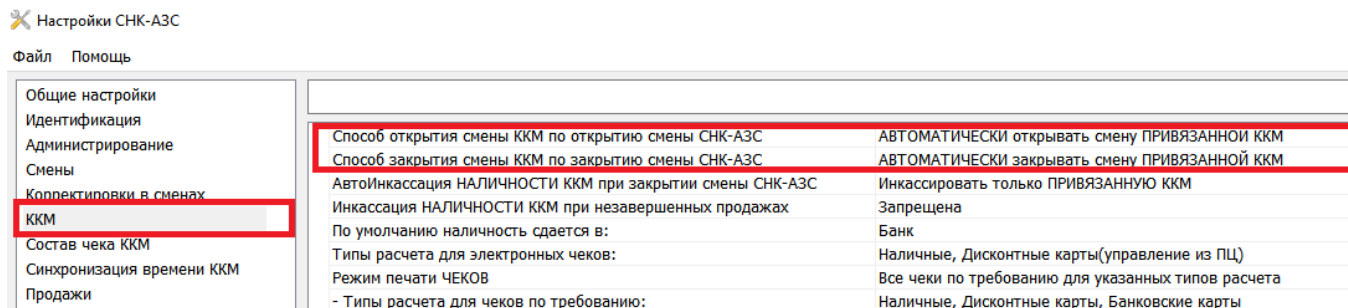 Настройки СНК-АЗС
Файл Помощь
Общие настройки
Идентификация
Администрирование
Смены
Корректировки в сменах
ККМ
Состав чека ККМ
Синхронизация времени ККМ
Продажи
Способ открытия смены ККМ по открытию смены СНК-АЗС АВТОМАТИЧЕСКИ открывать смену ПРИВЯЗАННОЙ ККМ
Способ закрытия смены ККМ по закрытию смены СНК-АЗС АВТОМАТИЧЕСКИ закрывать смену ПРИВЯЗАННОЙ ККМ
АвтоИнкассация НАЛИЧНОСТИ ККМ при закрытии смены СНК-АЗС Инкассировать только ПРИВЯЗАННУЮ ККМ
Инкассация НАЛИЧНОСТИ ККМ при незавершенных продажах Запрещена
По умолчанию наличность сдается в: Банк
Типы расчета для электронных чеков: Наличные, Дисконтные карты(управление из ПЦ)
Режим печати ЧЕКОВ Все чеки по требованию для указанных типов расчета
- Типы расчета для чеков по требованию: Наличные, Дисконтные карты, Банковские карты